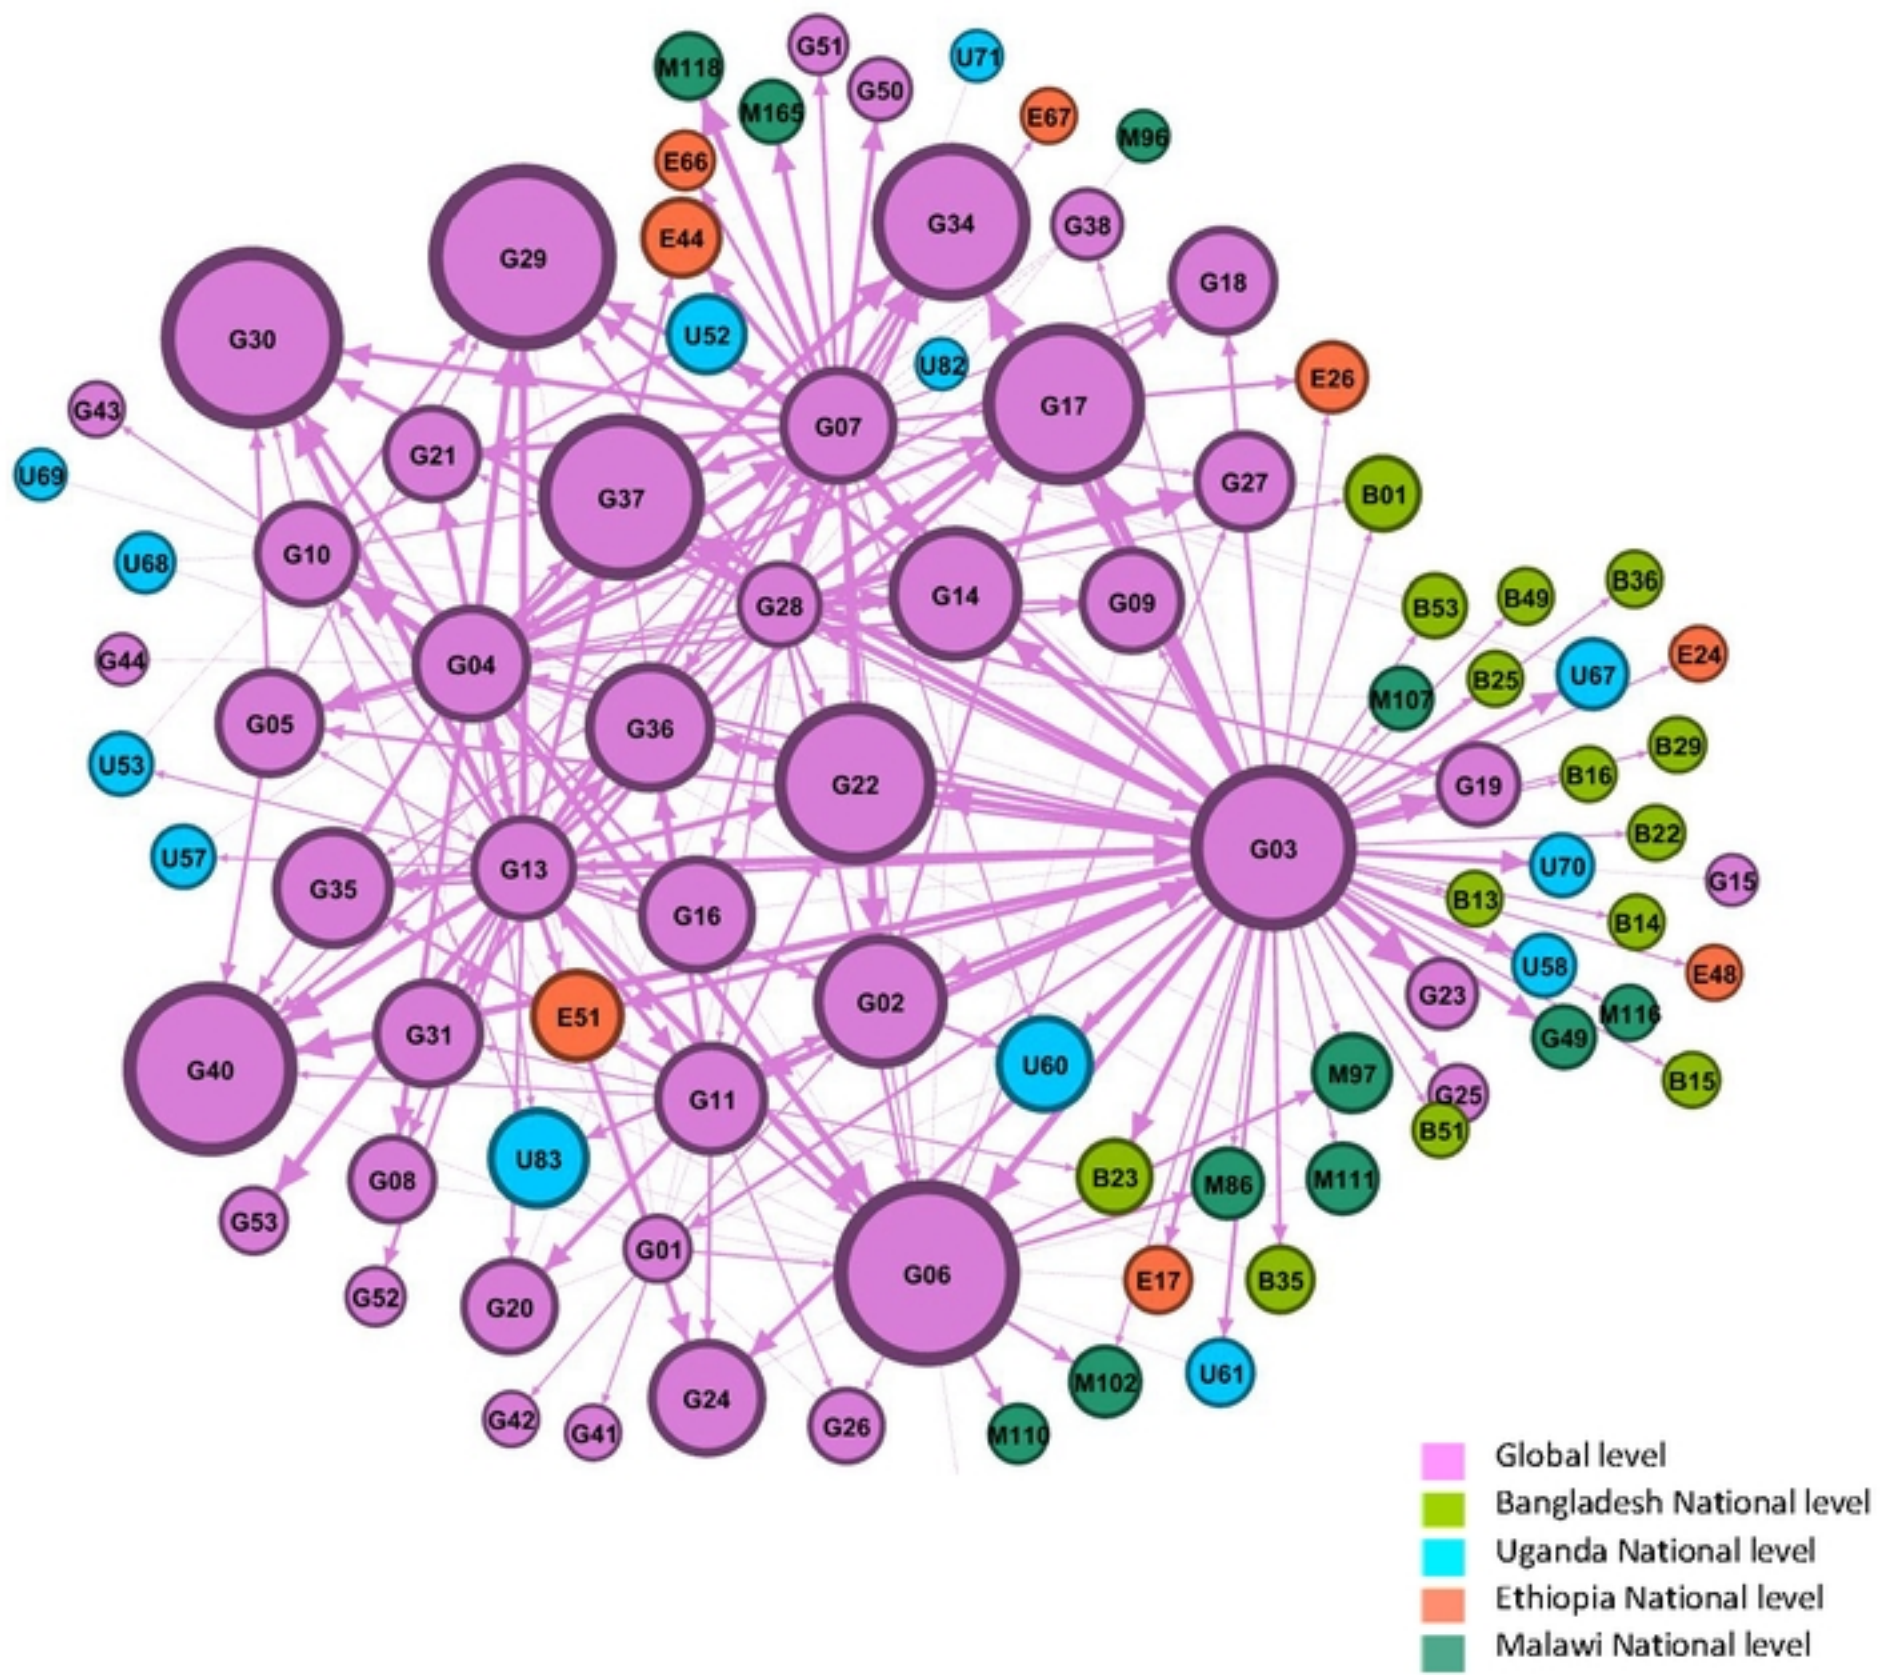 G51
U71
M118
G50
M165
E67
M96
E66
G34
G38
E44
G29
G18
G30
U52
U82
E26
G43
G17
G07
G21
U69
G27
B01
G37
G10
U68
B36
G28
G14
B49
G09
B53
G44
G04
E24
U67
B25
M107
G05
G36
B29
U53
B16
G22
G19
B22
G03
U57
U70
G13
G15
G35
B13
G16
B14
U58
E48
G23
G02
M116
E51
G31
G49
U60
G40
M97
B15
G25
G11
B51
U83
B23
M111
G08
M86
G53
G01
G06
E17
B35
G52
G20
U61
M102
G24
G42
G26
G41
M110
Global level
Bangladesh National level
Uganda National level
Ethiopia National level
Malawi National level